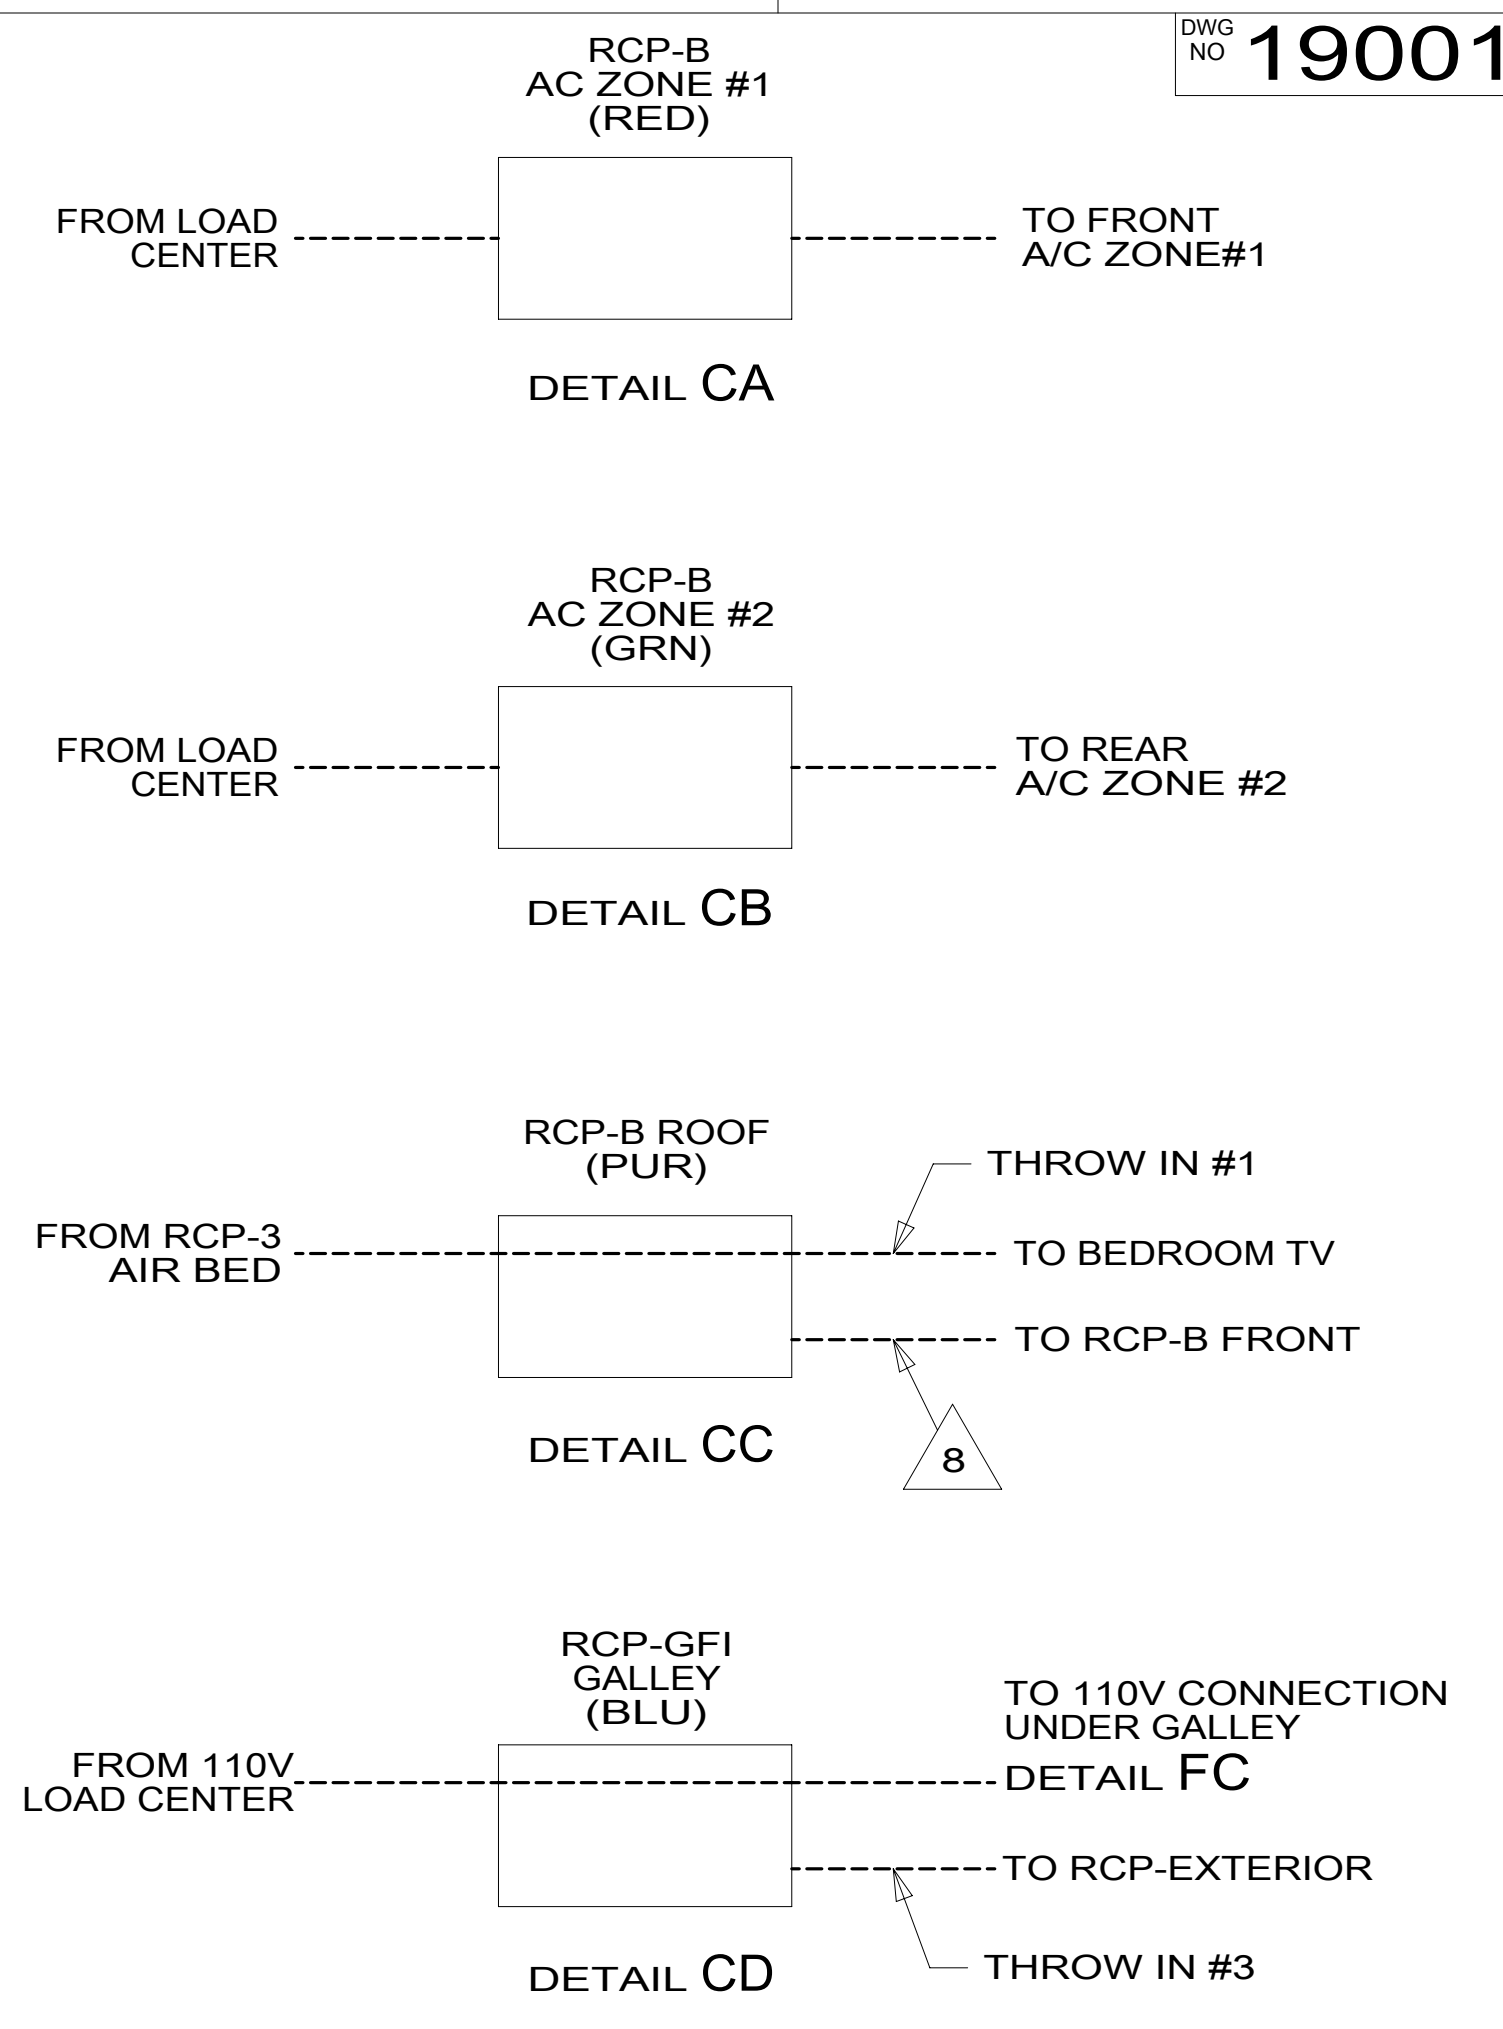 DWG
NO
19001
RCP-B
AC ZONE #1
(RED)
FROM LOAD
CENTER
TO FRONT
A/C ZONE#1
DETAIL CA
RCP-B
AC ZONE #2
(GRN)
FROM LOAD
CENTER
TO REAR
A/C ZONE #2
DETAIL CB
RCP-B ROOF
(PUR)
THROW IN #1
FROM RCP-3
AIR BED
TO BEDROOM TV
TO RCP-B FRONT
8
DETAIL CC
RCP-GFI
GALLEY
(BLU)
FROM 110V
LOAD CENTER
TO 110V CONNECTION
UNDER GALLEY
DETAIL FC
TO RCP-EXTERIOR
THROW IN #3
DETAIL CD